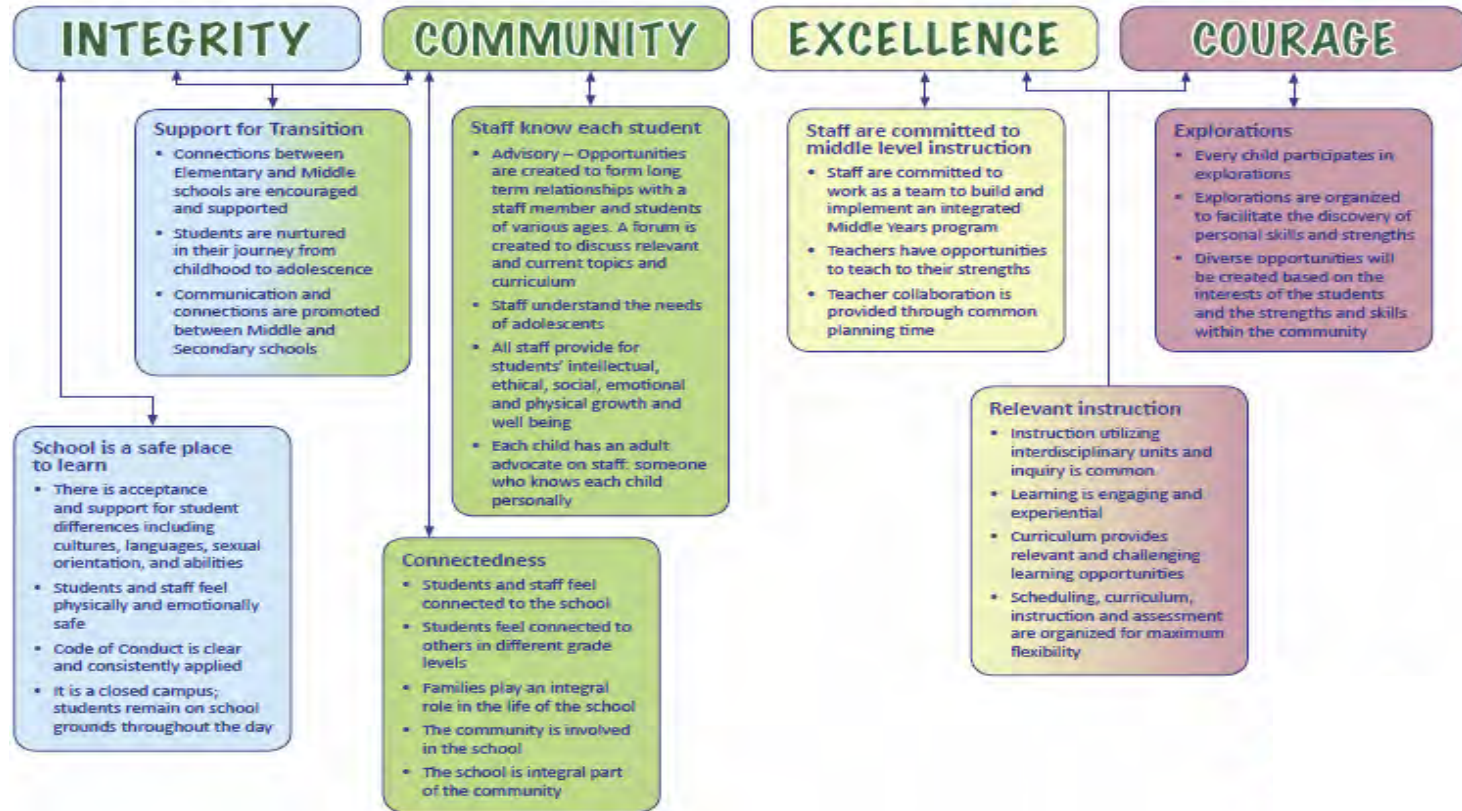 INTEGRITY
COMMUNITY
EXCELLENCE
COURAGE
Support for Transition
• Connections between
Elementary and Middle
schools are encouraged
and supported
• Students are nurtured
in their journey from
childhood to adolescence
• Communication and
connections are promoted
between Middle and
Secondary schools
Staff know each student
• Advisory – Opportunities
are created to form long
term relationships with a
staff member and students
of various ages. A forum is
created to discuss relevant
and current topics and
curriculum
• Staff understand the needs
of adolescents
• All staff provide for
students' intellectual,
ethical, social, emotional
and physical growth and
well being
• Each child has an adult
advocate on staff: someone
who knows each child
personally
Staff are committed to
middle level instruction
• Staff are committed to
work as a team to build and
implement an integrated
Middle Years program
• Teachers have opportunities
to teach to their strengths
• Teacher collaboration is
provided through common
planning time
Explorations
• Every child participates in
explorations
• Explorations are organized
to facilitate the discovery of
personal skills and strengths
• Diverse opportunities will
be created based on the
interests of the students
and the strengths and skills
within the community
School is a safe place
to learn
• There is acceptance
and support for student
differences including
cultures, languages, sexual
orientation, and abilities
• Students and staff feel
physically and emotionally
safe
• Code of Conduct is clear
and consistently applied
• It is a closed campus;
students remain on school
grounds throughout the day
Connectedness
• Students and staff feel
connected to the school
• Students feel connected to
others in different grade
levels
• Families play an integral
role in the life of the school
• The community is involved
in the school
• The school is integral part
of the community
Relevant instruction
• Instruction utilizing
interdisciplinary units and
inquiry is common
• Learning is engaging and
experiential
• Curriculum provides
relevant and challenging
learning opportunities
• Scheduling, curriculum,
instruction and assessment
are organized for maximum
flexibility